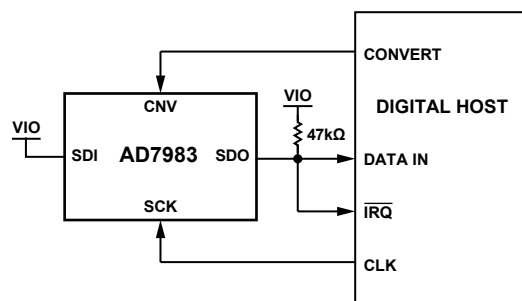 CONVERT
VIO
CNV
DIGITAL HOST
VIO
47kΩ
SDI
AD7983
SDO
DATA IN
SCK
IRQ
CLK